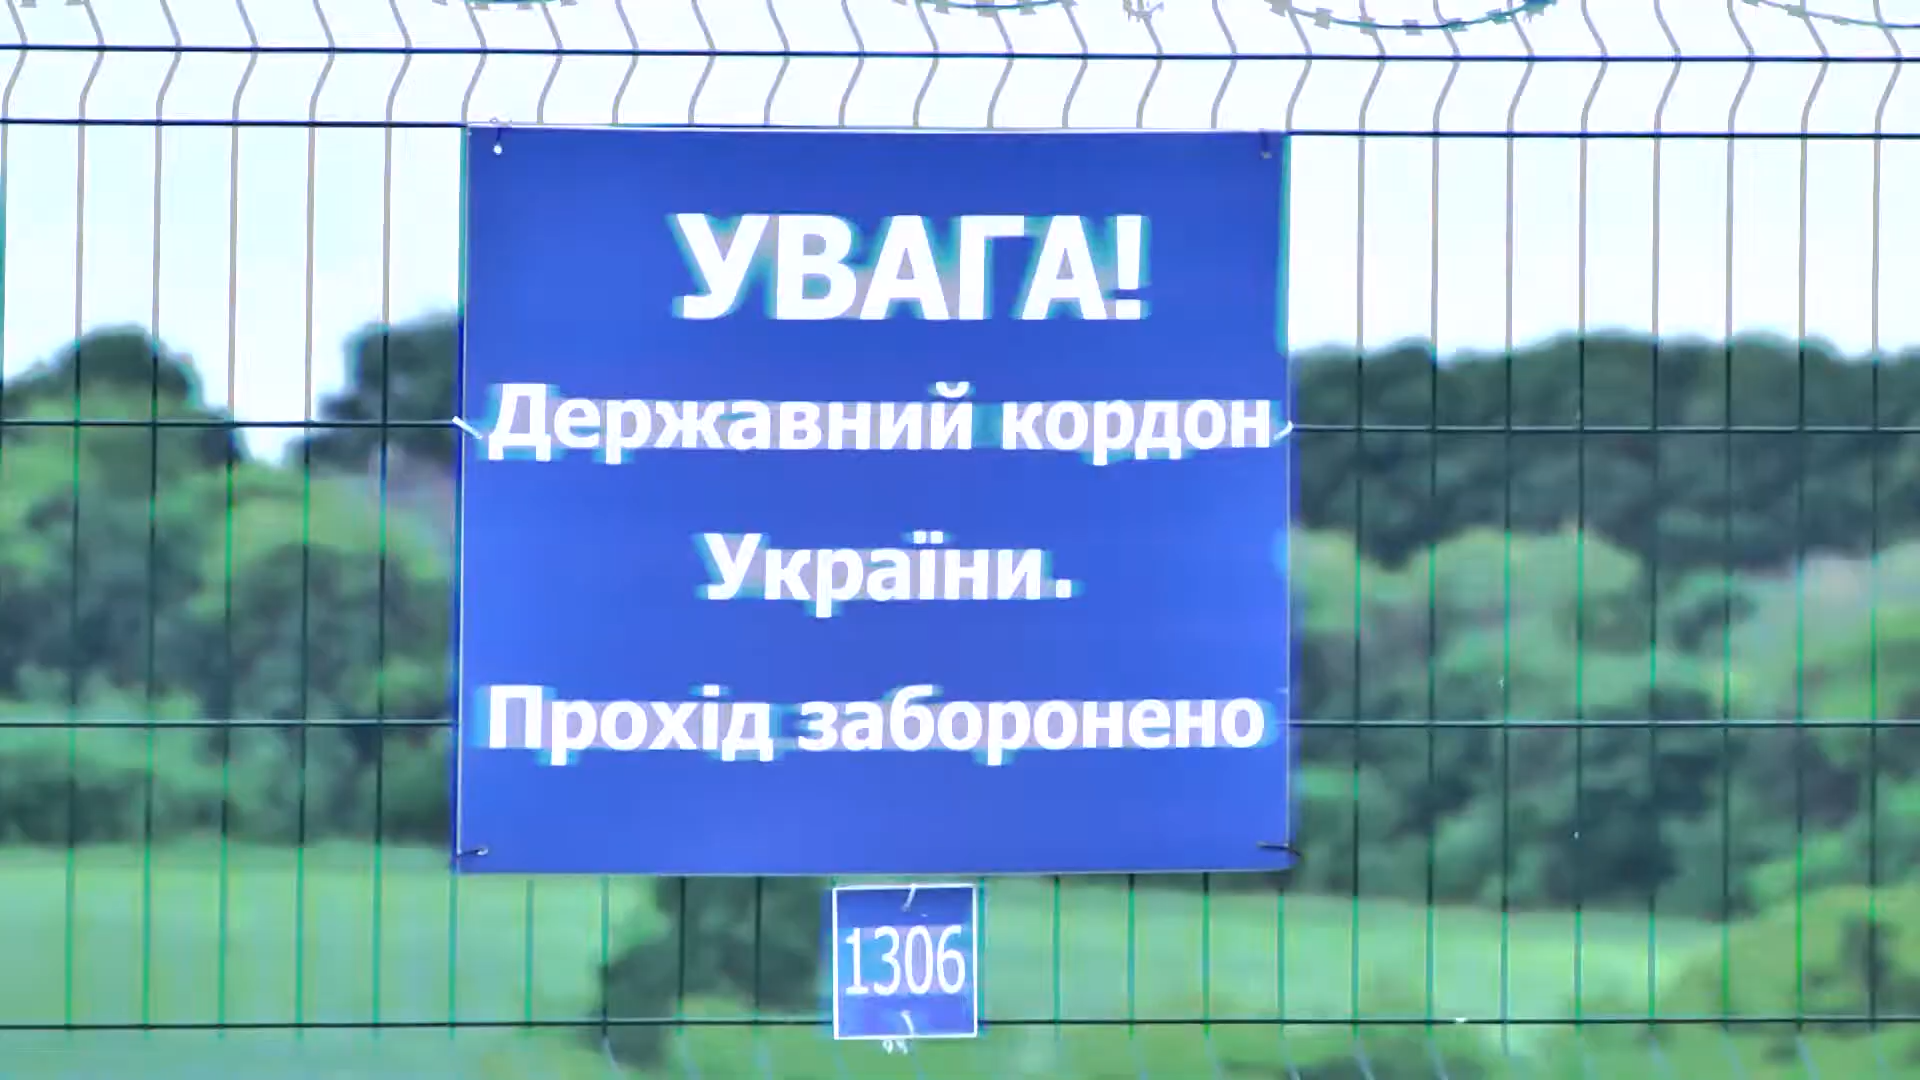 УВАГА!
Державний кордон
України.
Прохід заборонено
1306